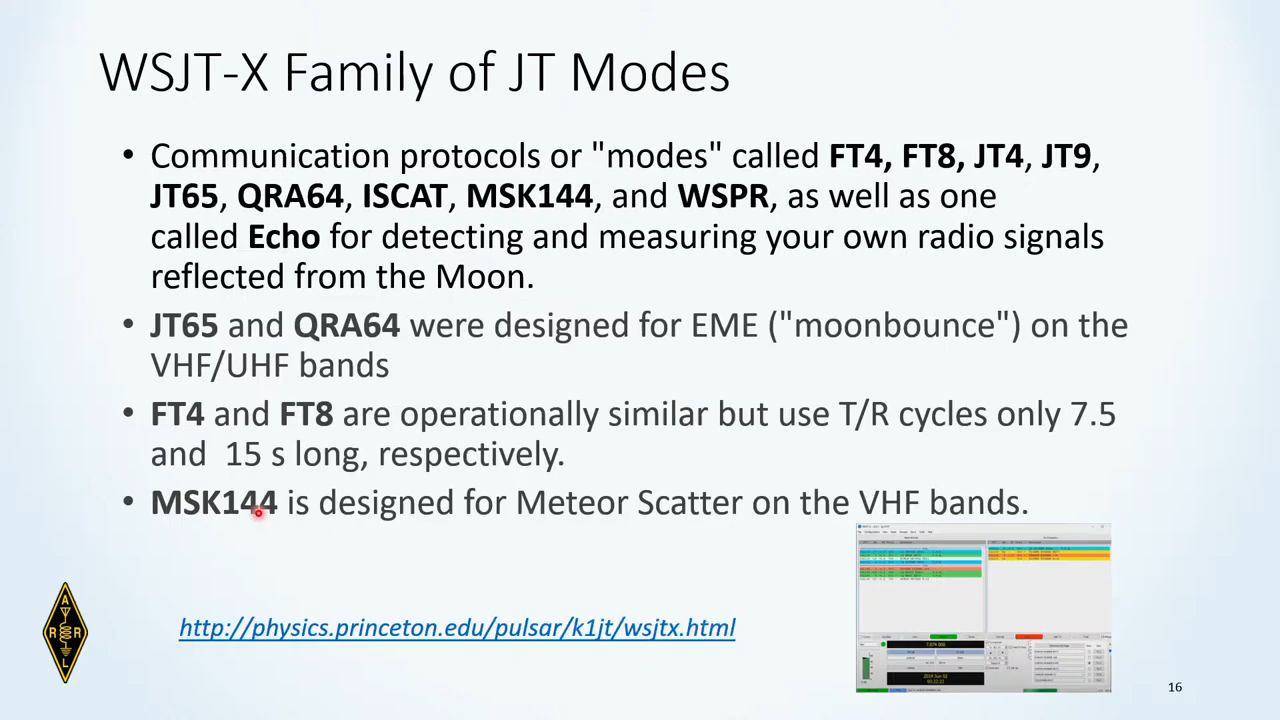 WSJT-X Family of JT Modes
• Communication protocols or "modes" called FT4, FT8, JT4, JT9,
JT65, QRA64, ISCAT, MSK144, and WSPR, as well as one
called Echo for detecting and measuring your own radio signals
reflected from the Moon.
• JT65 and QRA64 were designed for EME ("moonbounce") on the
VHF/UHF bands
• FT4 and FT8 are operationally similar but use T/R cycles only 7.5
and  15 s long, respectively.
• MSK144 is designed for Meteor Scatter on the VHF bands.
A
R R
L
http://physics.princeton.edu/pulsar/k1jt/wsjtx.html
16